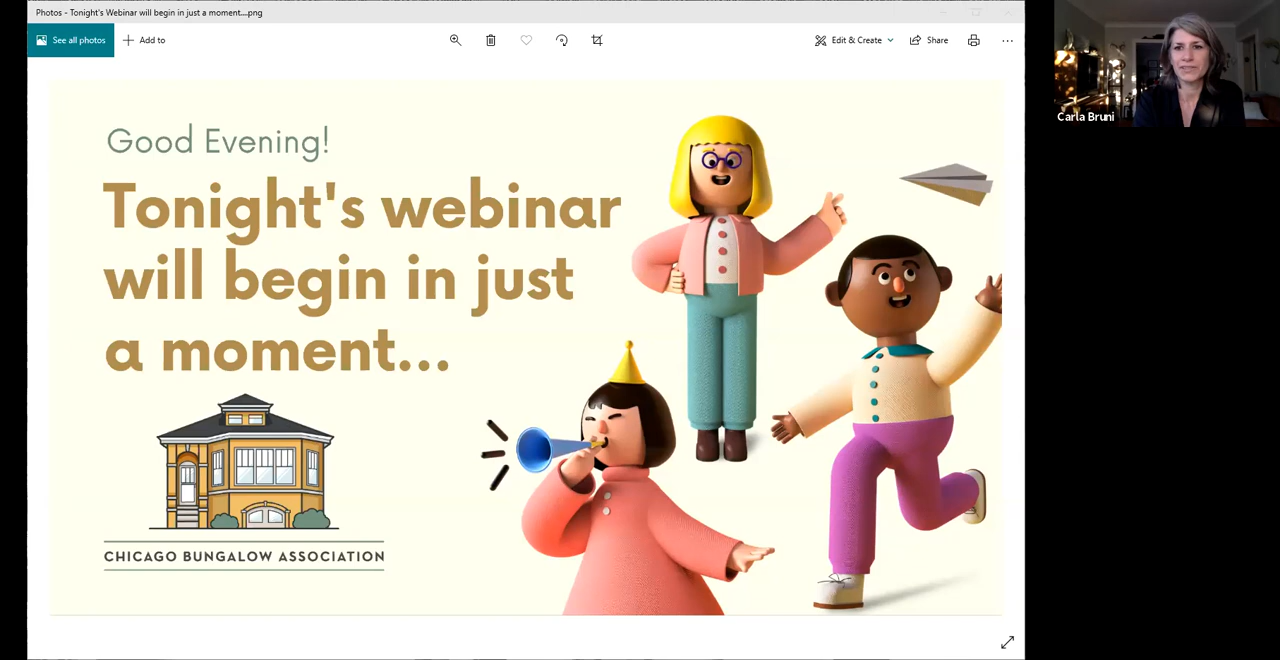 Photos - Tonight's Webinar will begin in just a moment....png
See all photos
Add to
Edit & Create
Share
Good Evening!
Tonight's webinar
will begin in just
a moment...
CHICAGO BUNGALOW ASSOCIATION
Carla Bruni